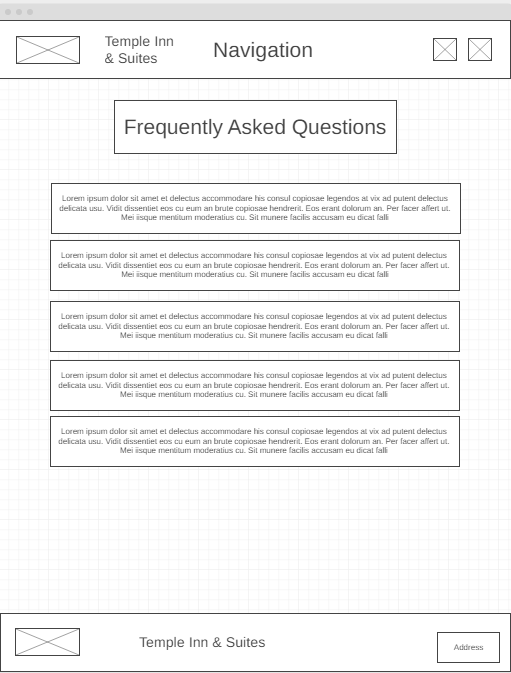 Temple Inn
& Suites
Navigation
Frequently Asked Questions
Lorem ipsum dolor sit amet et delectus accommodare his consul copiosae legendos at vix ad putent delectus
delicata usu. Vidit dissentiet eos cu eum an brute copiosae hendrerit. Eos erant dolorum an. Per facer affert ut.
Mei iisque mentitum moderatius cu. Sit munere facilis accusam eu dicat falli
Lorem ipsum dolor sit amet et delectus accommodare his consul copiosae legendos at vix ad putent delectus
delicata usu. Vidit dissentiet eos cu eum an brute copiosae hendrerit. Eos erant dolorum an. Per facer affert ut.
Mei iisque mentitum moderatius cu. Sit munere facilis accusam eu dicat falli
Lorem ipsum dolor sit amet et delectus accommodare his consul copiosae legendos at vix ad putent delectus
delicata usu. Vidit dissentiet eos cu eum an brute copiosae hendrerit. Eos erant dolorum an. Per facer affert ut.
Mei iisque mentitum moderatius cu. Sit munere facilis accusam eu dicat falli
Lorem ipsum dolor sit amet et delectus accommodare his consul copiosae legendos at vix ad putent delectus
delicata usu. Vidit dissentiet eos cu eum an brute copiosae hendrerit. Eos erant dolorum an. Per facer affert ut.
Mei iisque mentitum moderatius cu. Sit munere facilis accusam eu dicat falli
Lorem ipsum dolor sit amet et delectus accommodare his consul copiosae legendos at vix ad putent delectus
delicata usu. Vidit dissentiet eos cu eum an brute copiosae hendrerit. Eos erant dolorum an. Per facer affert ut.
Mei iisque mentitum moderatius cu. Sit munere facilis accusam eu dicat falli
Temple Inn & Suites
Address